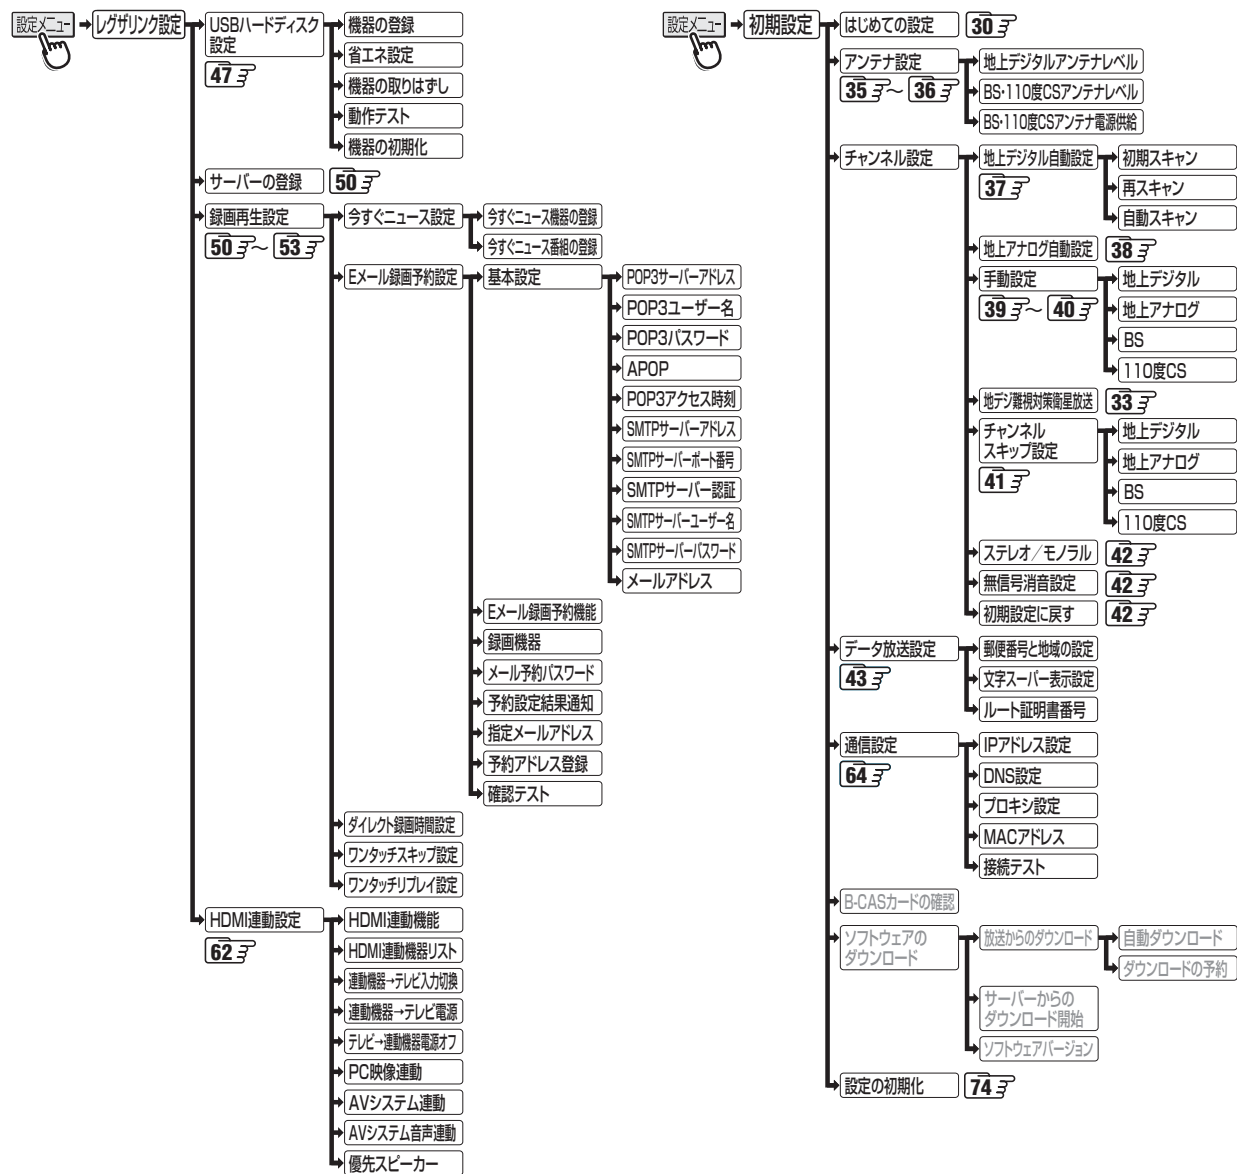 設定メニュー
レグザリンク設定
USBハードディスク
設定
47
機器の登録
省エネ設定
機器の取りはずし
動作テスト
機器の初期化
サーバーの登録
50
録画再生設定
50 ～ 53
今すぐニュース設定
今すぐニュース機器の登録
今すぐニュース番組の登録
Eメール録画予約設定
基本設定
POP3サーバーアドレス
POP3ユーザー名
POP3パスワード
APOP
POP3アクセス時刻
SMTPサーバーアドレス
SMTPサーバーポート番号
SMTPサーバー認証
SMTPサーバーユーザー名
SMTPサーバーパスワード
メールアドレス
Eメール録画予約機能
録画機器
メール予約パスワード
予約設定結果通知
指定メールアドレス
予約アドレス登録
確認テスト
ダイレクト録画時間設定
ワンタッチスキップ設定
ワンタッチリプレイ設定
HDMI連動設定
62
HDMI連動機能
HDMI連動機器リスト
連動機器→テレビ入力切換
連動機器→テレビ電源
テレビ→連動機器電源オフ
PC映像連動
AVシステム連動
AVシステム音声連動
優先スピーカー
設定メニュー
初期設定
はじめての設定
30
アンテナ設定
35 ～ 36
地上デジタルアンテナレベル
BS・110度CSアンテナレベル
BS・110度CSアンテナ電源供給
チャンネル設定
地上デジタル自動設定
37
初期スキャン
再スキャン
自動スキャン
地上アナログ自動設定
38
手動設定
39 ～ 40
地上デジタル
地上アナログ
BS
110度CS
地デジ難視対策衛星放送
33
チャンネル
スキップ設定
41
地上デジタル
地上アナログ
BS
110度CS
ステレオ／モノラル
42
無信号消音設定
42
初期設定に戻す
42
データ放送設定
43
郵便番号と地域の設定
文字スーパー表示設定
ルート証明書番号
通信設定
64
IPアドレス設定
DNS設定
プロキシ設定
MACアドレス
接続テスト
B-CASカードの確認
ソフトウェアの
ダウンロード
放送からのダウンロード
自動ダウンロード
ダウンロードの予約
サーバーからの
ダウンロード開始
ソフトウェアバージョン
設定の初期化
74